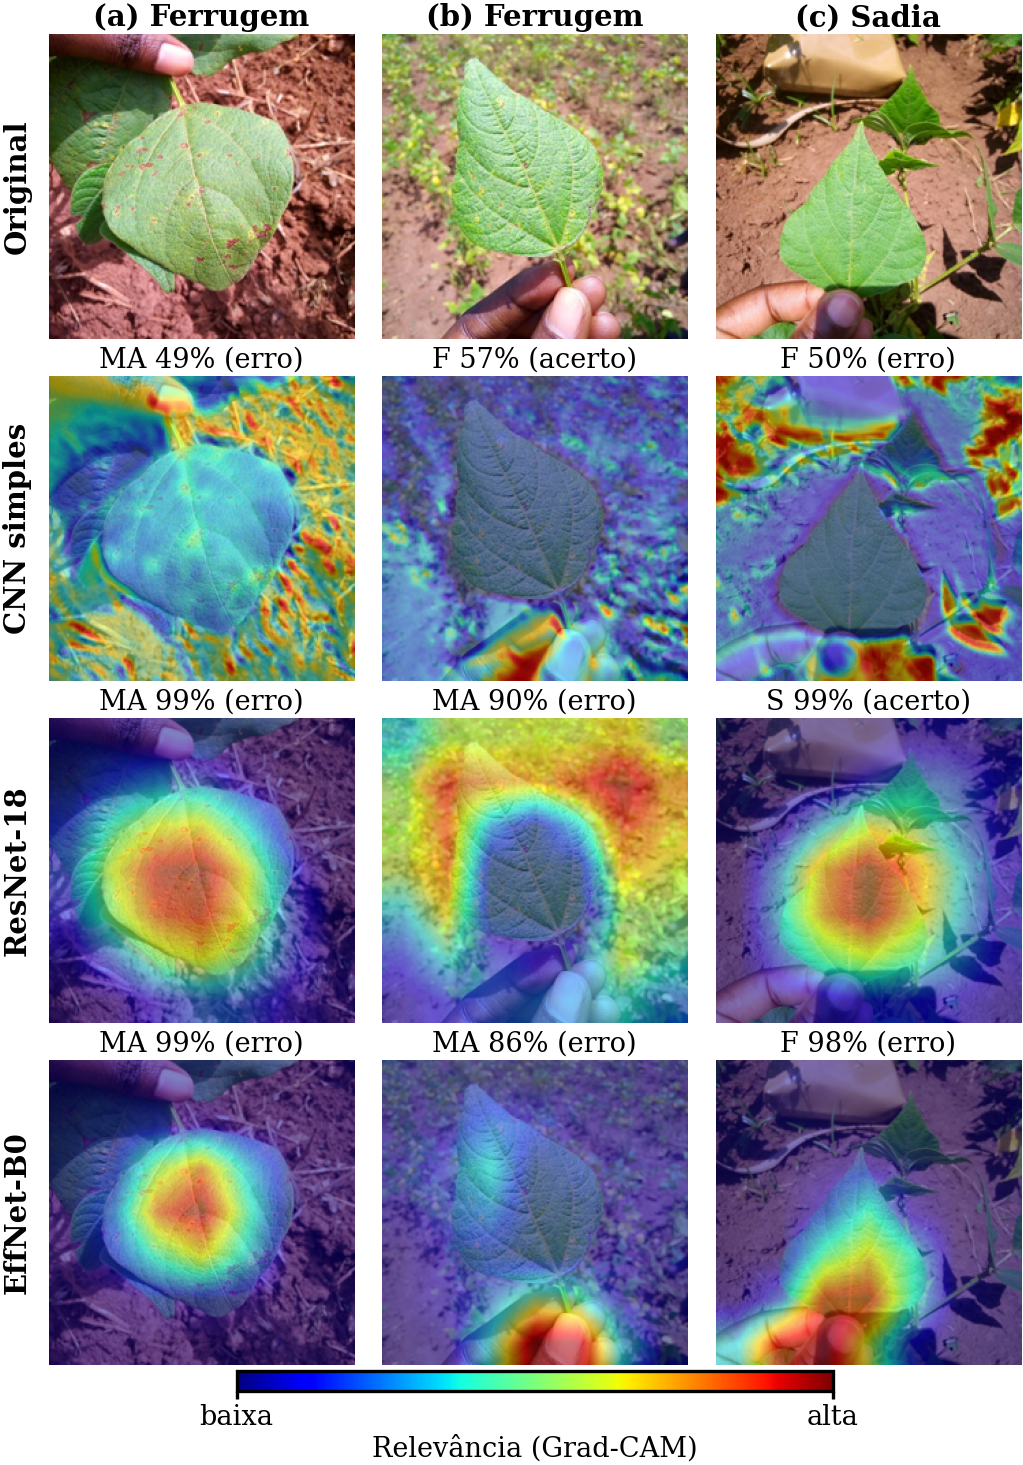 (a) Ferrugem (b) Ferrugem (c) Sadia
Original
MA 49% (erro) F 57% (acerto) F 50% (erro)
CNN simples
MA 99% (erro) MA 90% (erro) S 99% (acerto)
ResNet-18
MA 99% (erro) MA 86% (erro) F 98% (erro)
EffNet-B0
baixa alta
Relevância (Grad-CAM)